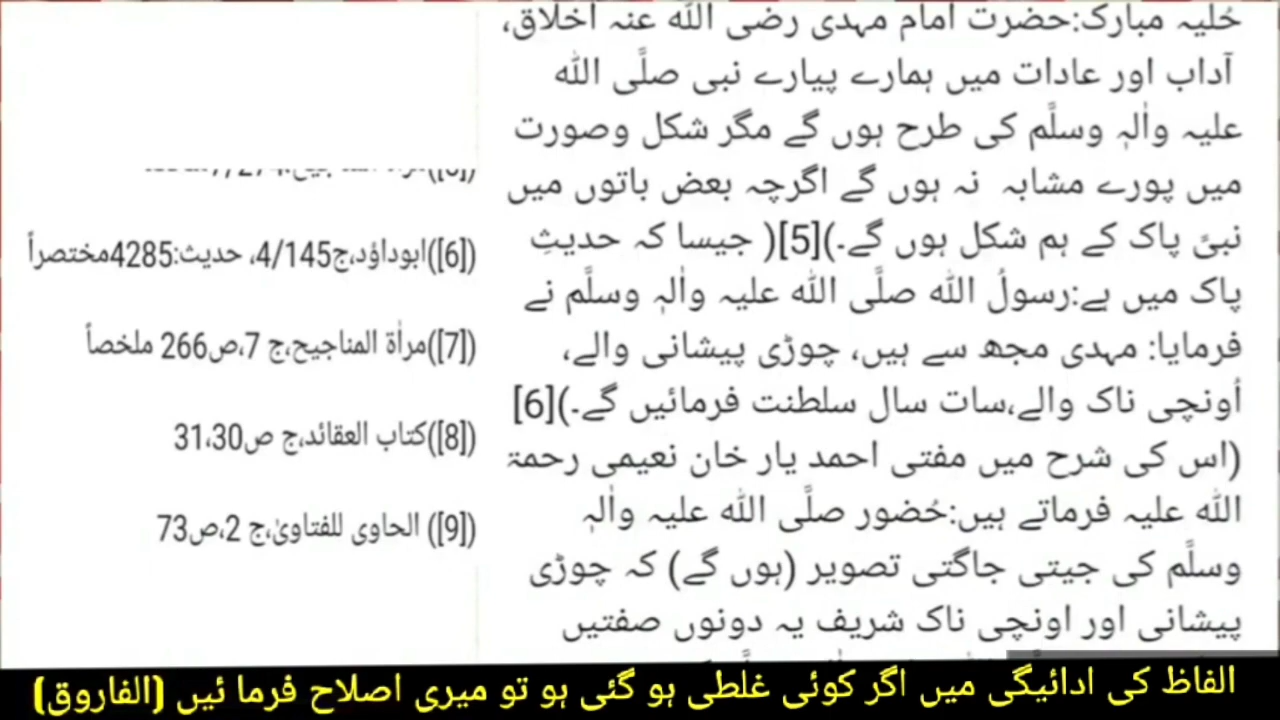 حُلیہ مبارک:حضرت امام مہدی رضی اللہ عنہ اخلاق،
آداب اور عادات میں ہمارے پیارے نبی صلَّی اللہ
علیہ واٰلہٖ وسلَّم کی طرح ہوں گے مگر شکل وصورت
میں پورے مشابہ نہ ہوں گے اگرچہ بعض باتوں میں
نبیِّ پاک کے ہم شکل ہوں گے۔)[5]( جیسا کہ حدیثِ
پاک میں ہے:رسولُ اللہ صلَّی اللہ علیہ واٰلہٖ وسلَّم نے
فرمایا: مہدی مجھ سے ہیں، چوڑی پیشانی والے،
اُونچی ناک والے،سات سال سلطنت فرمائیں گے۔)[6]
(اس کی شرح میں مفتی احمد یار خان نعیمی رحمۃ
اللہ علیہ فرماتے ہیں:حُضور صلَّی اللہ علیہ واٰلہٖ
وسلَّم کی جیتی جاگتی تصویر (ہوں گے) کہ چوڑی
پیشانی اور اونچی ناک شریف یہ دونوں صفتیں
([6])ابوداؤد،ج4/145، حدیث:4285مختصراً
([7])مراٰۃ المناجیح،ج 7،ص266 ملخصاً
([8])کتاب العقائد،ج ص30،31
([9]) الحاوی للفتاویٰ،ج 2،ص73
الفاظ کی ادائیگی میں اگر کوئی غلطی ہو گئی ہو تو میری اصلاح فرما ئیں (الفاروق)